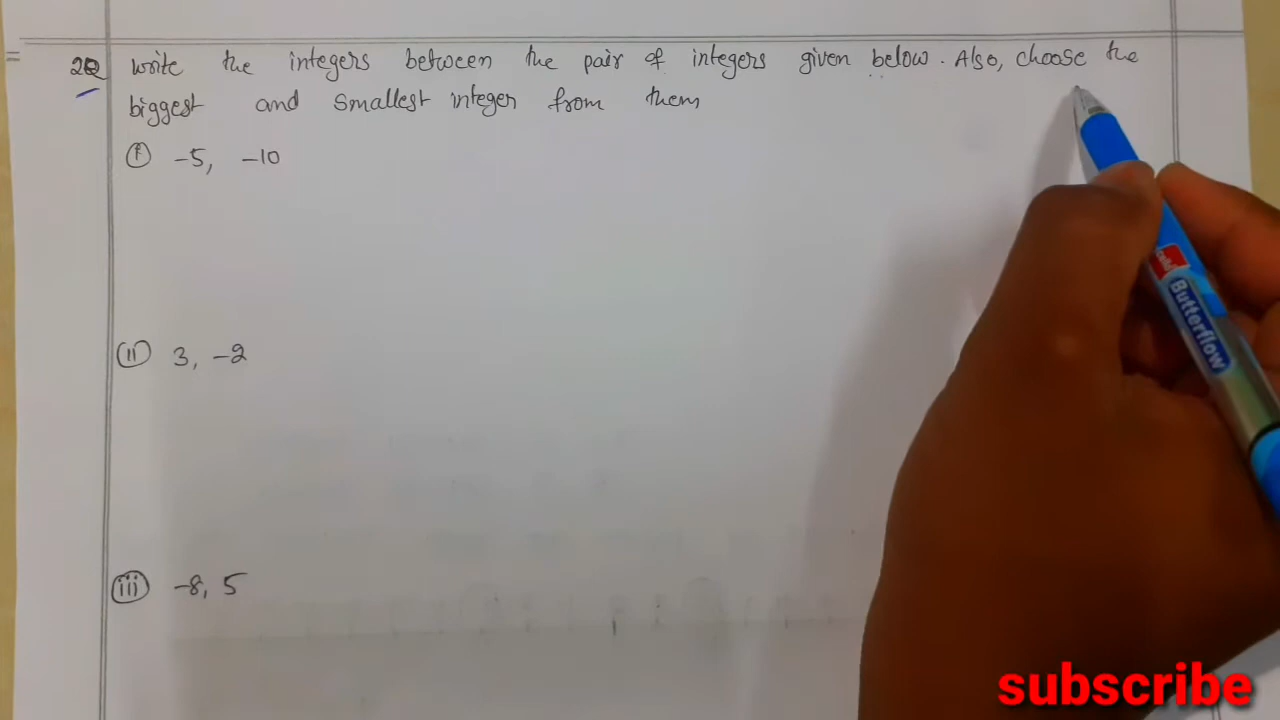 2Q write the integers between the pair of integers given below. Also, choose the
biggest and smallest integer from them
(i) -5, -10
(ii) 3, -2
(iii) -8, 5
Butterflow
subscribe